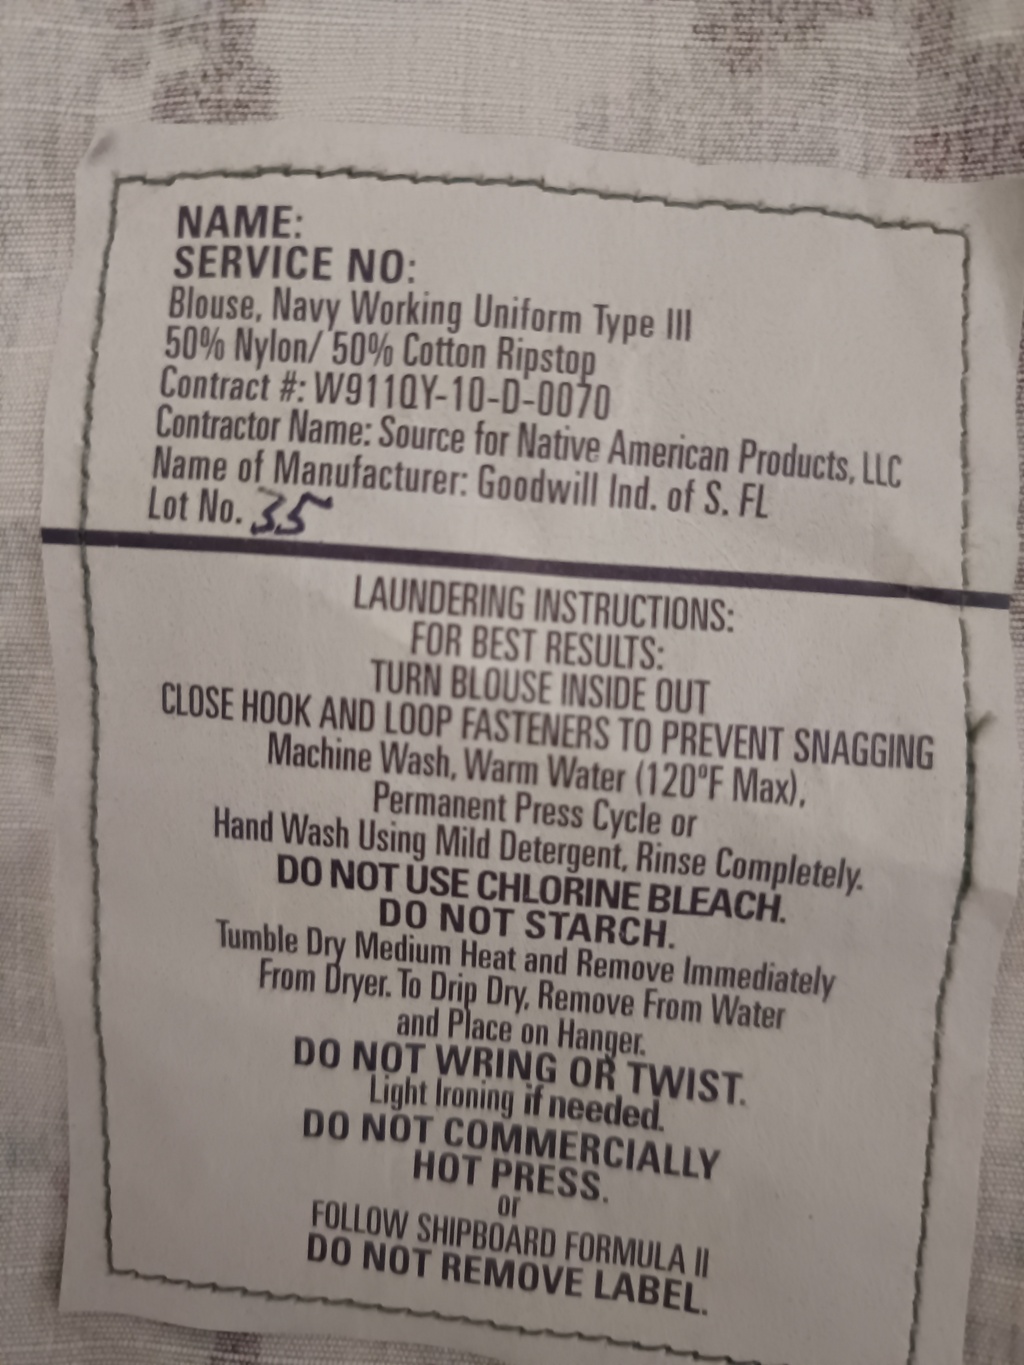 NAME:
SERVICE NO:
Blouse, Navy Working Uniform Type III
50% Nylon/ 50% Cotton Ripstop
Contract #: W911QY-10-D-0070
Contractor Name: Source for Native American Products, LLC
Name of Manufacturer: Goodwill Ind. of S. FL
Lot No. 35
LAUNDERING INSTRUCTIONS:
FOR BEST RESULTS:
TURN BLOUSE INSIDE OUT
CLOSE HOOK AND LOOP FASTENERS TO PREVENT SNAGGING
Machine Wash, Warm Water (120°F Max),
Permanent Press Cycle or
Hand Wash Using Mild Detergent, Rinse Completely.
DO NOT USE CHLORINE BLEACH.
DO NOT STARCH.
Tumble Dry Medium Heat and Remove Immediately
From Dryer. To Drip Dry, Remove From Water
and Place on Hanger.
DO NOT WRING OR TWIST.
Light Ironing if needed.
DO NOT COMMERCIALLY
HOT PRESS.
or
FOLLOW SHIPBOARD FORMULA II
DO NOT REMOVE LABEL.